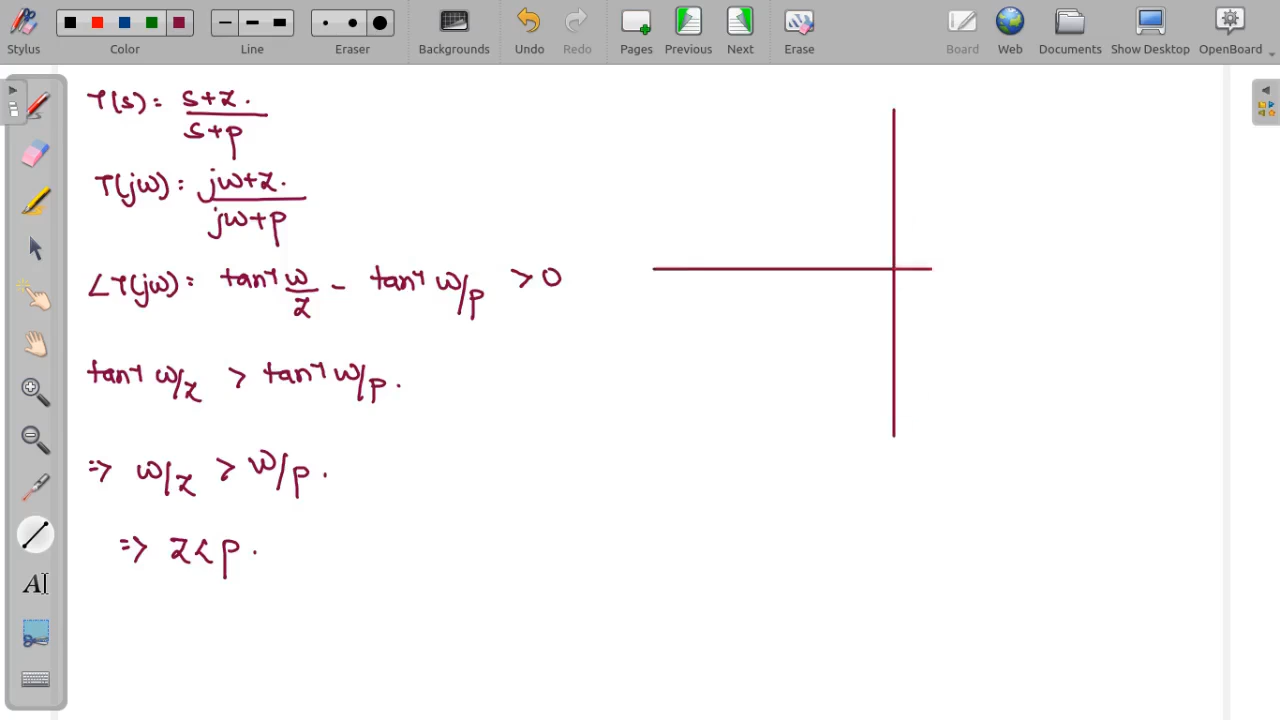 Stylus Color Line Eraser Backgrounds Undo Redo Pages Previous Next Erase Board Web Documents Show Desktop OpenBoard
T(s) = s+z. / s+p
T(jω) = jω+z. / jω+p
∠T(jω) = tan⁻¹ ω/z - tan⁻¹ ω/p > 0
tan⁻¹ ω/z > tan⁻¹ ω/p.
=> ω/z > ω/p.
=> z < p.
AI